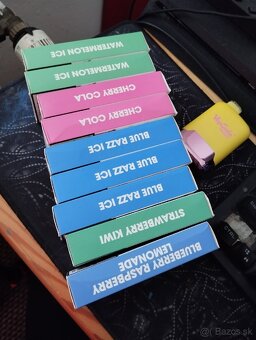 WATERMELON ICE
WATERMELON ICE
CHERRY COLA
CHERRY COLA
BLUE RAZZ ICE
BLUE RAZZ ICE
BLUE RAZZ ICE
STRAWBERRY KIWI
BLUEBERRY RASPBERRY
LEMONADE
Bazos.sk